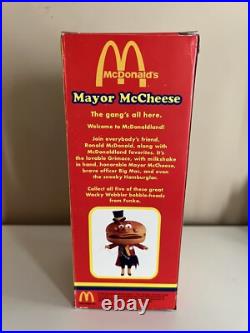 McDonald's
Mayor McCheese
The gang's all here.
Welcome to McDonaldland!
Join everybody's friend,
Ronald McDonald, along with
McDonaldland favorites. It's
the lovable Grimace, with milkshake
in hand, honorable Mayor McCheese,
brave officer Big Mac, and even
the sneaky Hamburglar.
Collect all five of these great
Wacky Wobbler bobble-heads
from Funko.